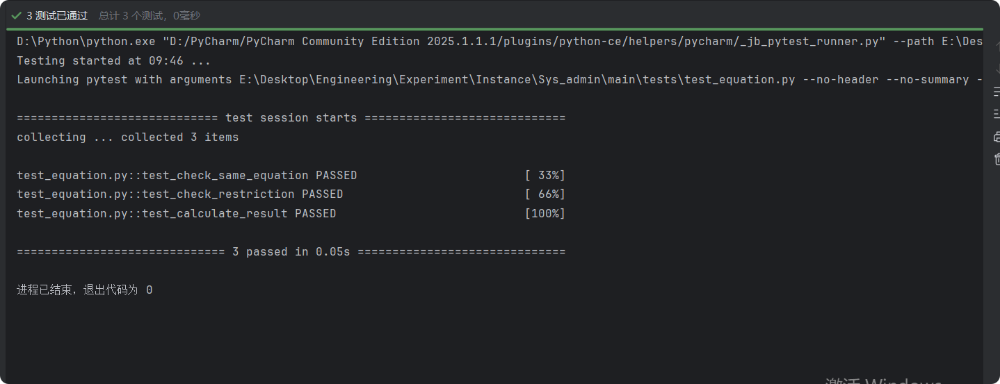 3 测试已通过 总计 3 个测试，0毫秒
D:\Python\python.exe "D:/PyCharm/PyCharm Community Edition 2025.1.1.1/plugins/python-ce/helpers/pycharm/_jb_pytest_runner.py" --path E:\Des
Testing started at 09:46 ...
Launching pytest with arguments E:\Desktop\Engineering\Experiment\Instance\Sys_admin\main\tests\test_equation.py --no-header --no-summary -
============================= test session starts =============================
collecting ... collected 3 items
test_equation.py::test_check_same_equation PASSED                        [ 33%]
test_equation.py::test_check_restriction PASSED                          [ 66%]
test_equation.py::test_calculate_result PASSED                           [100%]
============================== 3 passed in 0.05s ==============================
进程已结束，退出代码为 0
激活 Windows